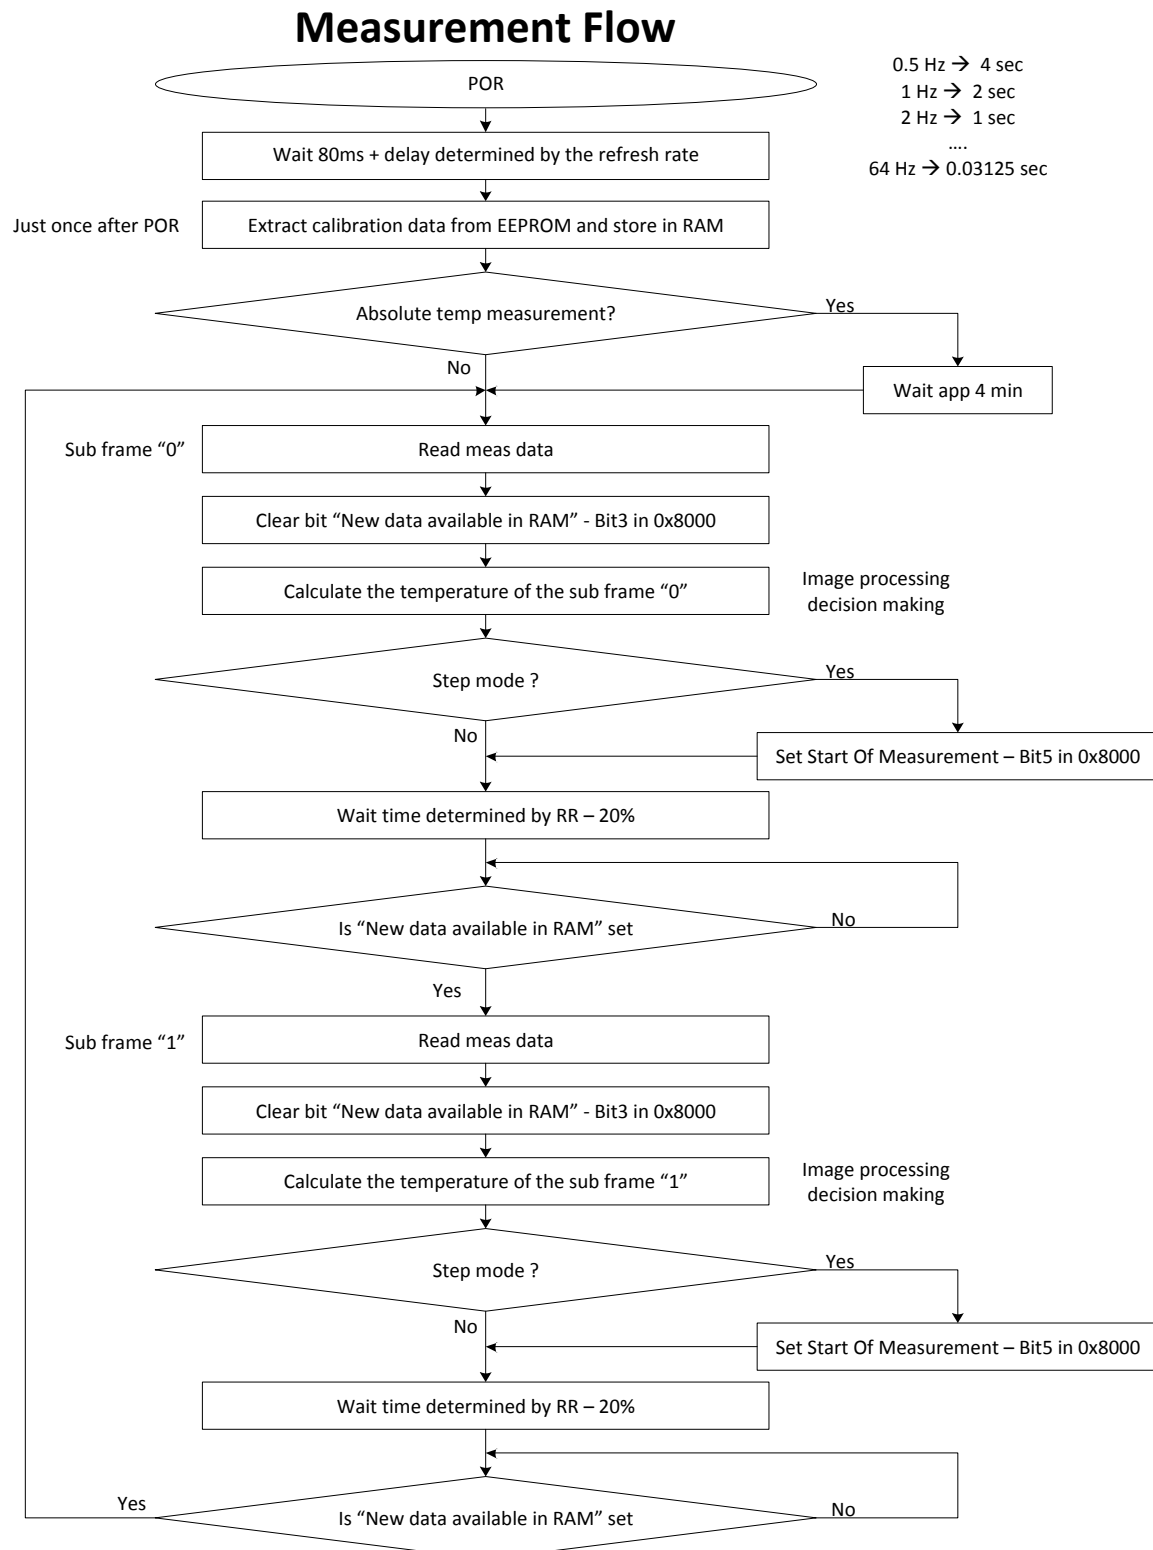 Measurement Flow
POR
0.5 Hz → 4 sec
1 Hz → 2 sec
2 Hz → 1 sec
....
64 Hz → 0.03125 sec
Wait 80ms + delay determined by the refresh rate
Just once after POR
Extract calibration data from EEPROM and store in RAM
Absolute temp measurement?
Yes
No
Wait app 4 min
Sub frame “0”
Read meas data
Clear bit “New data available in RAM” - Bit3 in 0x8000
Calculate the temperature of the sub frame “0”
Image processing
decision making
Step mode ?
Yes
No
Set Start Of Measurement – Bit5 in 0x8000
Wait time determined by RR – 20%
Is “New data available in RAM” set
No
Yes
Sub frame “1”
Read meas data
Clear bit “New data available in RAM” - Bit3 in 0x8000
Calculate the temperature of the sub frame “1”
Image processing
decision making
Step mode ?
Yes
No
Set Start Of Measurement – Bit5 in 0x8000
Wait time determined by RR – 20%
Yes
Is “New data available in RAM” set
No